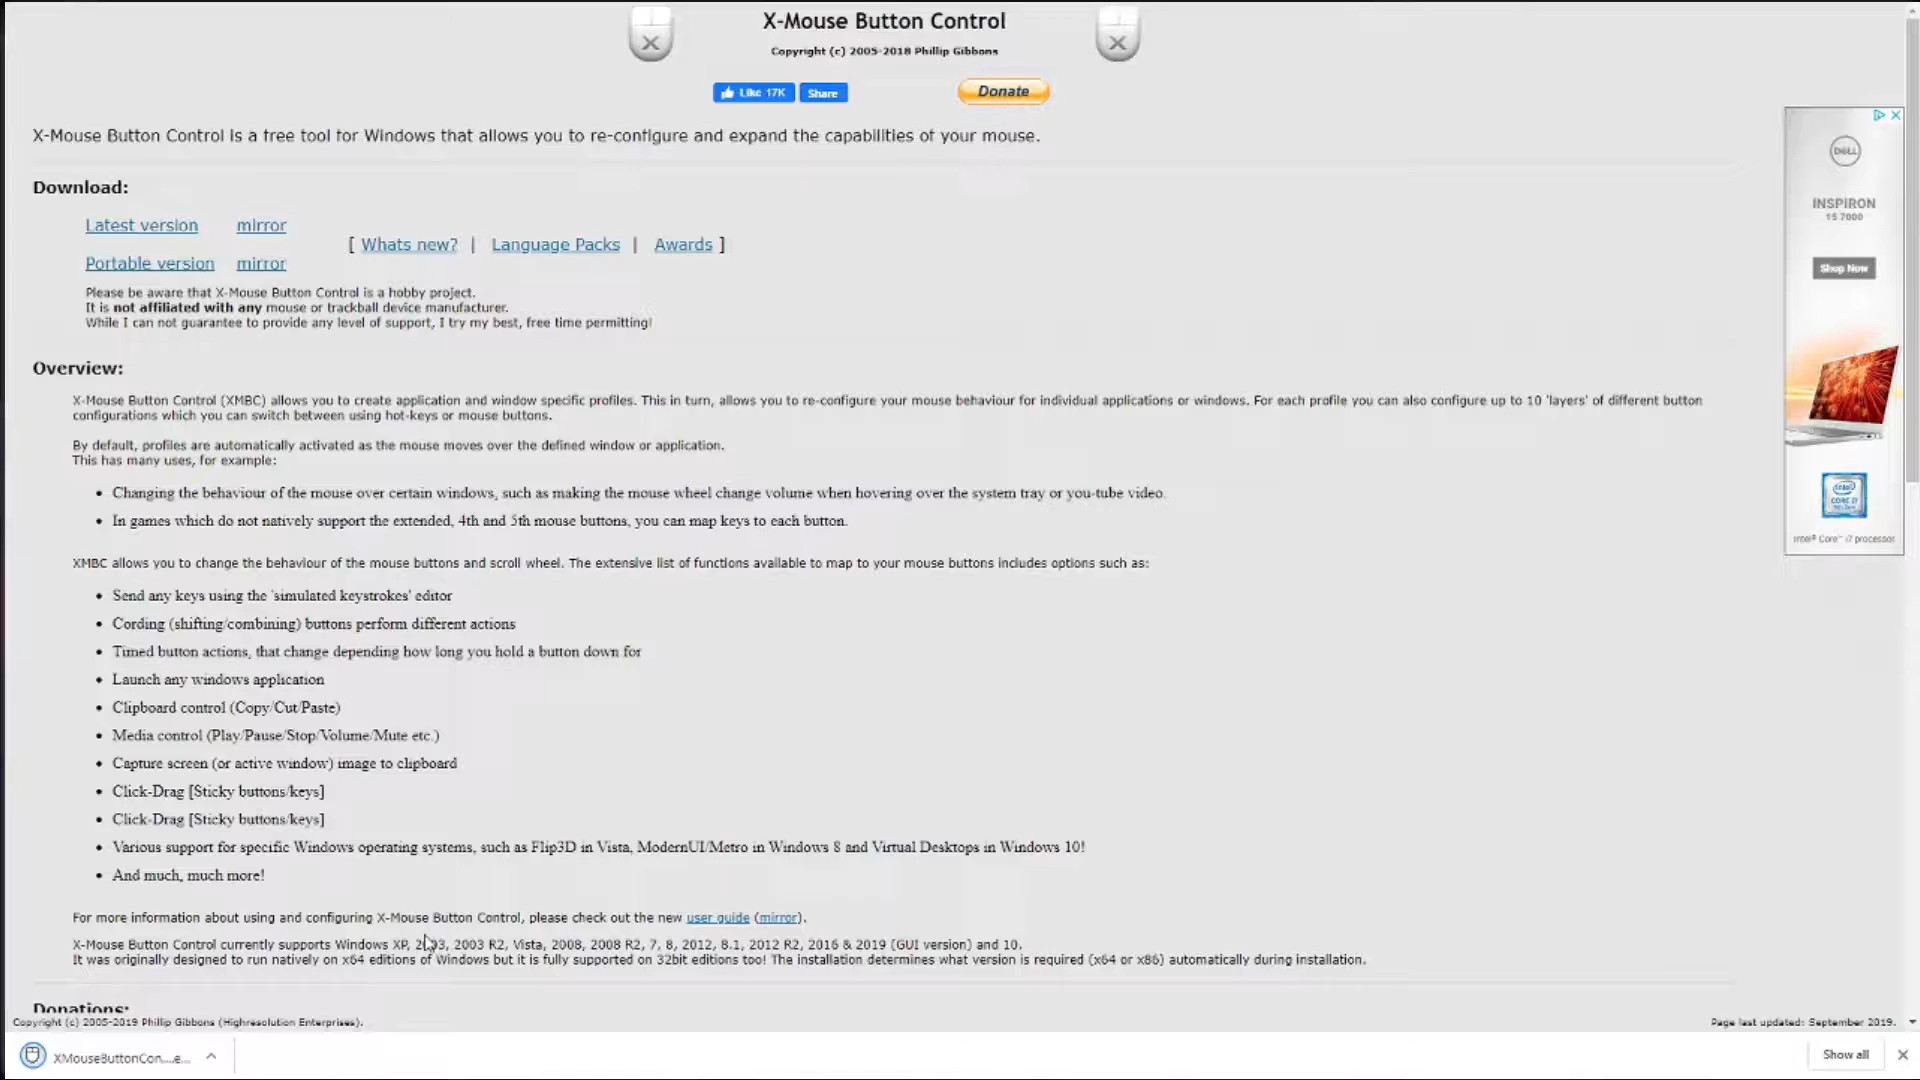 X-Mouse Button Control
Copyright (c) 2005-2018 Phillip Gibbons
Like 17K Share Donate
X-Mouse Button Control is a free tool for Windows that allows you to re-configure and expand the capabilities of your mouse.
Download:
Latest version mirror
[ Whats new? | Language Packs | Awards ]
Portable version mirror
Please be aware that X-Mouse Button Control is a hobby project.
It is not affiliated with any mouse or trackball device manufacturer.
While I can not guarantee to provide any level of support, I try my best, free time permitting!
Overview:
X-Mouse Button Control (XMBC) allows you to create application and window specific profiles. This in turn, allows you to re-configure your mouse behaviour for individual applications or windows. For each profile you can also configure up to 10 'layers' of different button
configurations which you can switch between using hot-keys or mouse buttons.
By default, profiles are automatically activated as the mouse moves over the defined window or application.
This has many uses, for example:
• Changing the behaviour of the mouse over certain windows, such as making the mouse wheel change volume when hovering over the system tray or you-tube video.
• In games which do not natively support the extended, 4th and 5th mouse buttons, you can map keys to each button.
XMBC allows you to change the behaviour of the mouse buttons and scroll wheel. The extensive list of functions available to map to your mouse buttons includes options such as:
• Send any keys using the 'simulated keystrokes' editor
• Cording (shifting/combining) buttons perform different actions
• Timed button actions, that change depending how long you hold a button down for
• Launch any windows application
• Clipboard control (Copy/Cut/Paste)
• Media control (Play/Pause/Stop/Volume/Mute etc.)
• Capture screen (or active window) image to clipboard
• Click-Drag [Sticky buttons/keys]
• Click-Drag [Sticky buttons/keys]
• Various support for specific Windows operating systems, such as Flip3D in Vista, ModernUI/Metro in Windows 8 and Virtual Desktops in Windows 10!
• And much, much more!
For more information about using and configuring X-Mouse Button Control, please check out the new user guide (mirror).
X-Mouse Button Control currently supports Windows XP, 2003, 2003 R2, Vista, 2008, 2008 R2, 7, 8, 2012, 8.1, 2012 R2, 2016 & 2019 (GUI version) and 10.
It was originally designed to run natively on x64 editions of Windows but it is fully supported on 32bit editions too! The installation determines what version is required (x64 or x86) automatically during installation.
Donations:
Copyright (c) 2005-2019 Phillip Gibbons (Highresolution Enterprises).
Page last updated: September 2019.
DELL
INSPIRON
15 7000
Shop Now
intel
CORE i7
Intel® Core™ i7 processor
XMouseButtonCon....e...
Show all